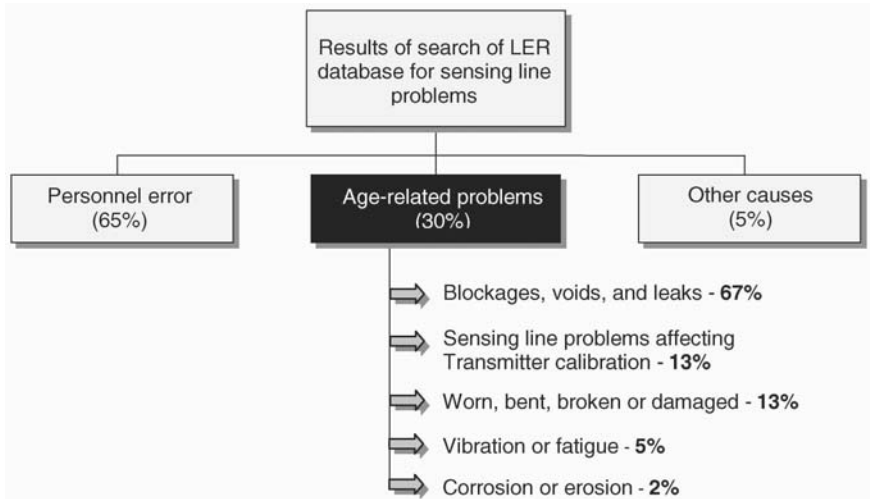 Results of search of LER
database for sensing line
problems
Personnel error
(65%)
Age-related problems
(30%)
Other causes
(5%)
Blockages, voids, and leaks - 67%
Sensing line problems affecting
Transmitter calibration - 13%
Worn, bent, broken or damaged - 13%
Vibration or fatigue - 5%
Corrosion or erosion - 2%